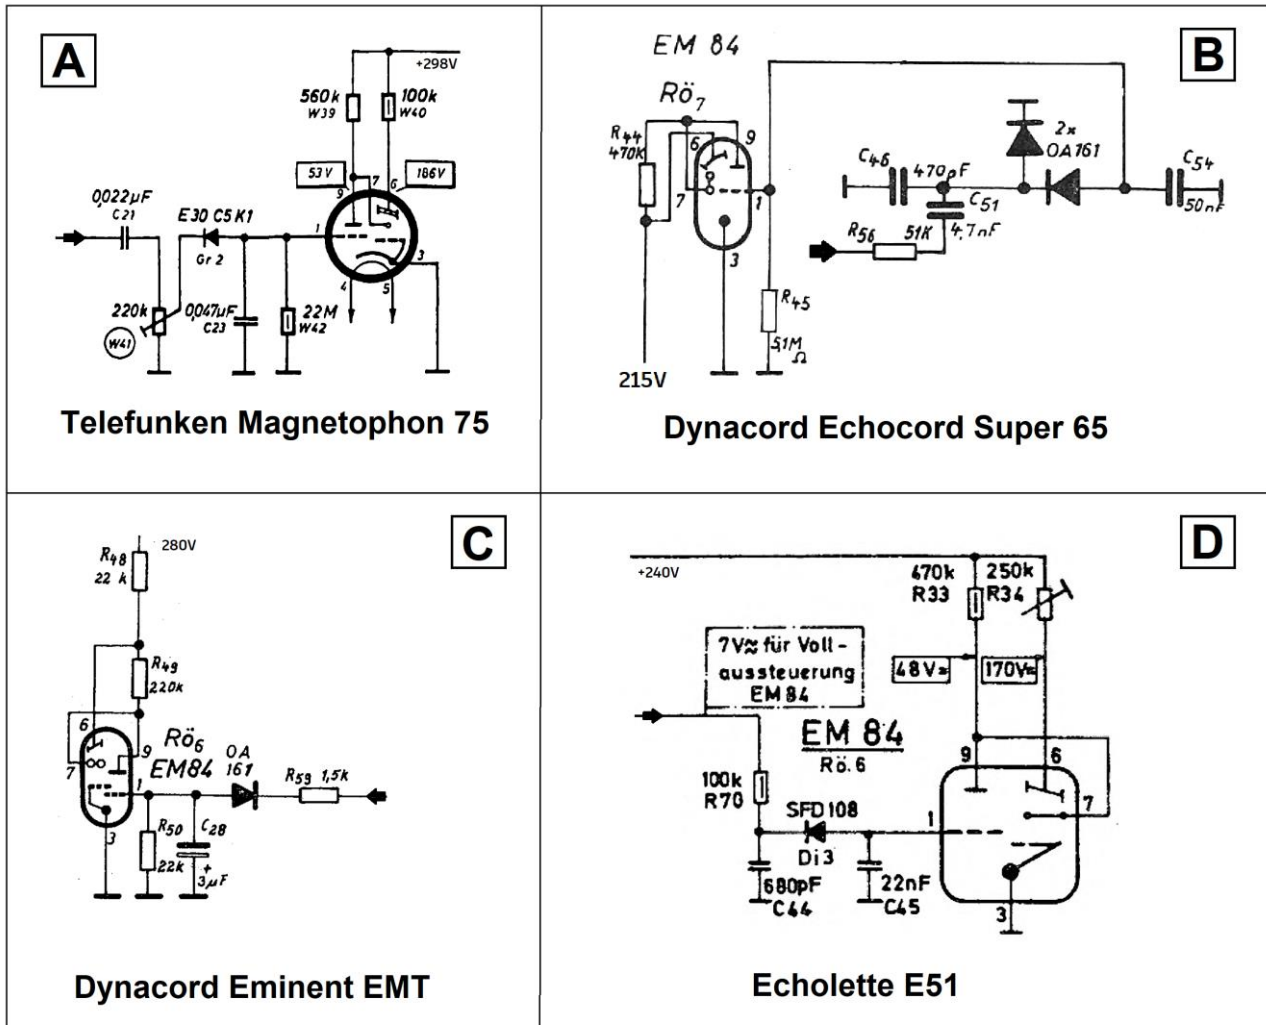 A
+298V
560k
W39
100k
W40
53V
186V
9
7
6
0,022µF
C21
E30 C5 K1
Gr 2
1
3
4
5
220k
W41
0,047µF
C23
22M
W42
Telefunken Magnetophon 75
B
EM 84
Rö7
R44
470K
6
9
7
1
3
2x
OA161
C46
470pF
C51
4,7nF
C54
50nF
R56
51K
R45
5,1M
Ω
215V
Dynacord Echocord Super 65
C
280V
R48
22 k
R49
220k
6
9
7
Rö6
EM84
OA
161
R59 1,5k
1
3
R50
22k
C28
+
3µF
Dynacord Eminent EMT
D
+240V
470k
R33
250k
R34
7V≈ für Voll-
aussteuerung
EM84
48V=
170V=
EM 84
Rö.6
9
6
7
1
3
100k
R70
SFD108
Di3
680pF
C44
22nF
C45
Echolette E51